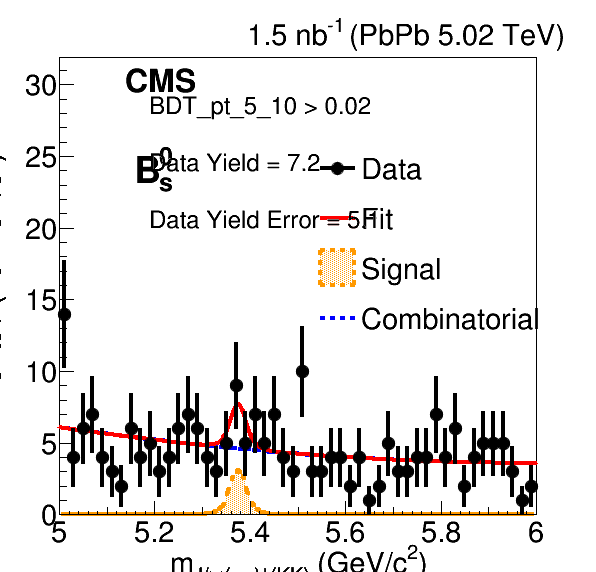 1.5 nb-1 (PbPb 5.02 TeV)
CMS
BDT_pt_5_10 > 0.02
B0s
Data Yield = 7.2
Data Yield Error =
Data
Fit
Signal
Combinatorial
30
25
20
15
10
5
0
5 5.2 5.4 5.6 5.8 6
(GeV/c2)